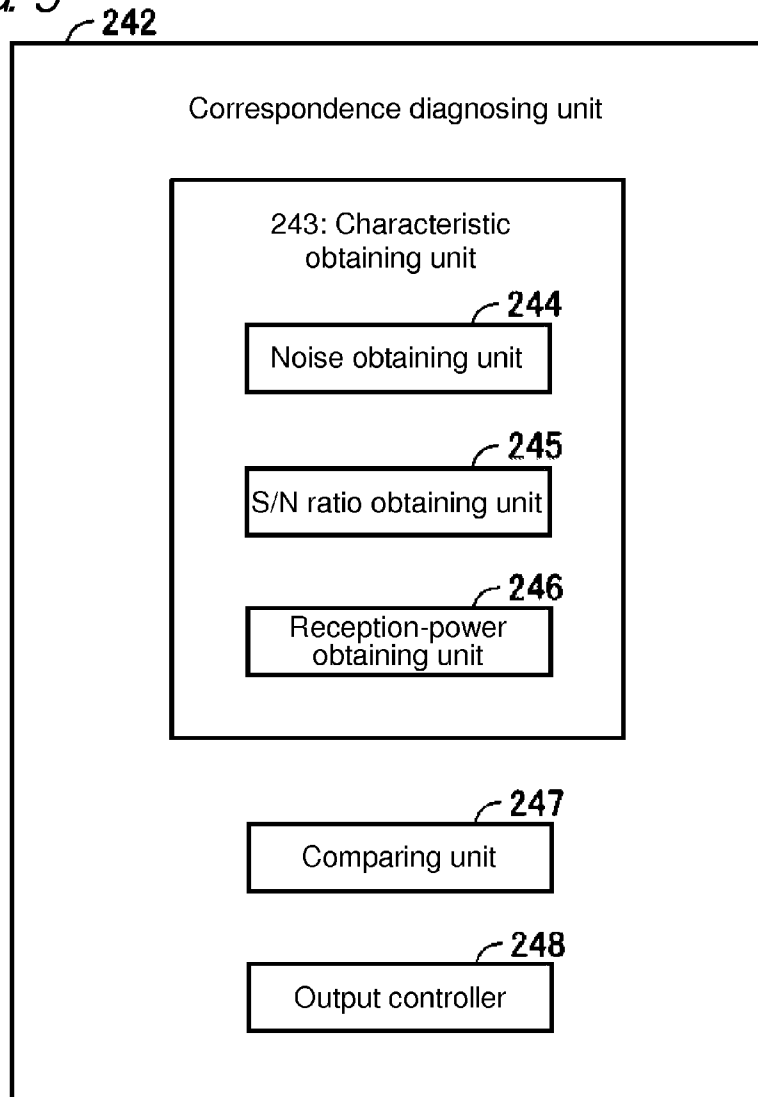 242
Correspondence diagnosing unit
243: Characteristic
obtaining unit
244
Noise obtaining unit
245
S/N ratio obtaining unit
246
Reception-power
obtaining unit
247
Comparing unit
248
Output controller